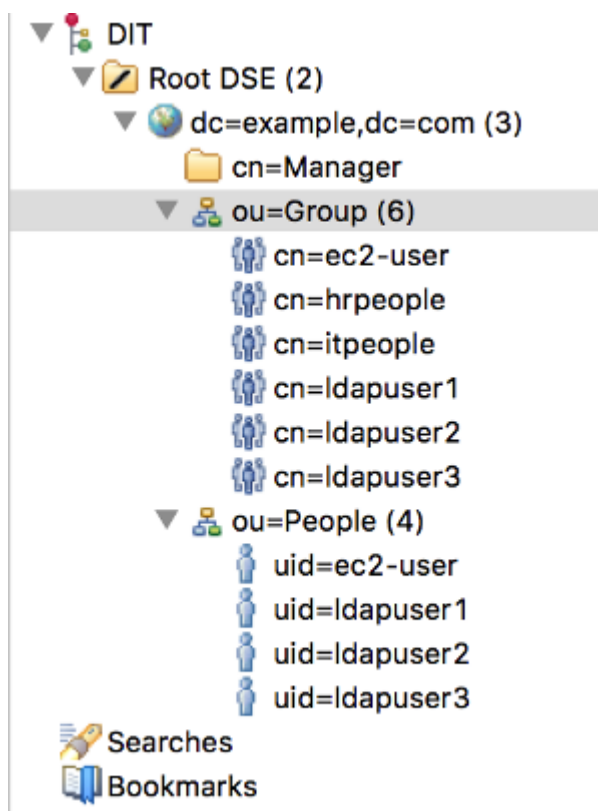 DIT
Root DSE (2)
dc=example,dc=com (3)
cn=Manager
ou=Group (6)
cn=ec2-user
cn=hrpeople
cn=itpeople
cn=ldapuser1
cn=ldapuser2
cn=ldapuser3
ou=People (4)
uid=ec2-user
uid=ldapuser1
uid=ldapuser2
uid=ldapuser3
Searches
Bookmarks